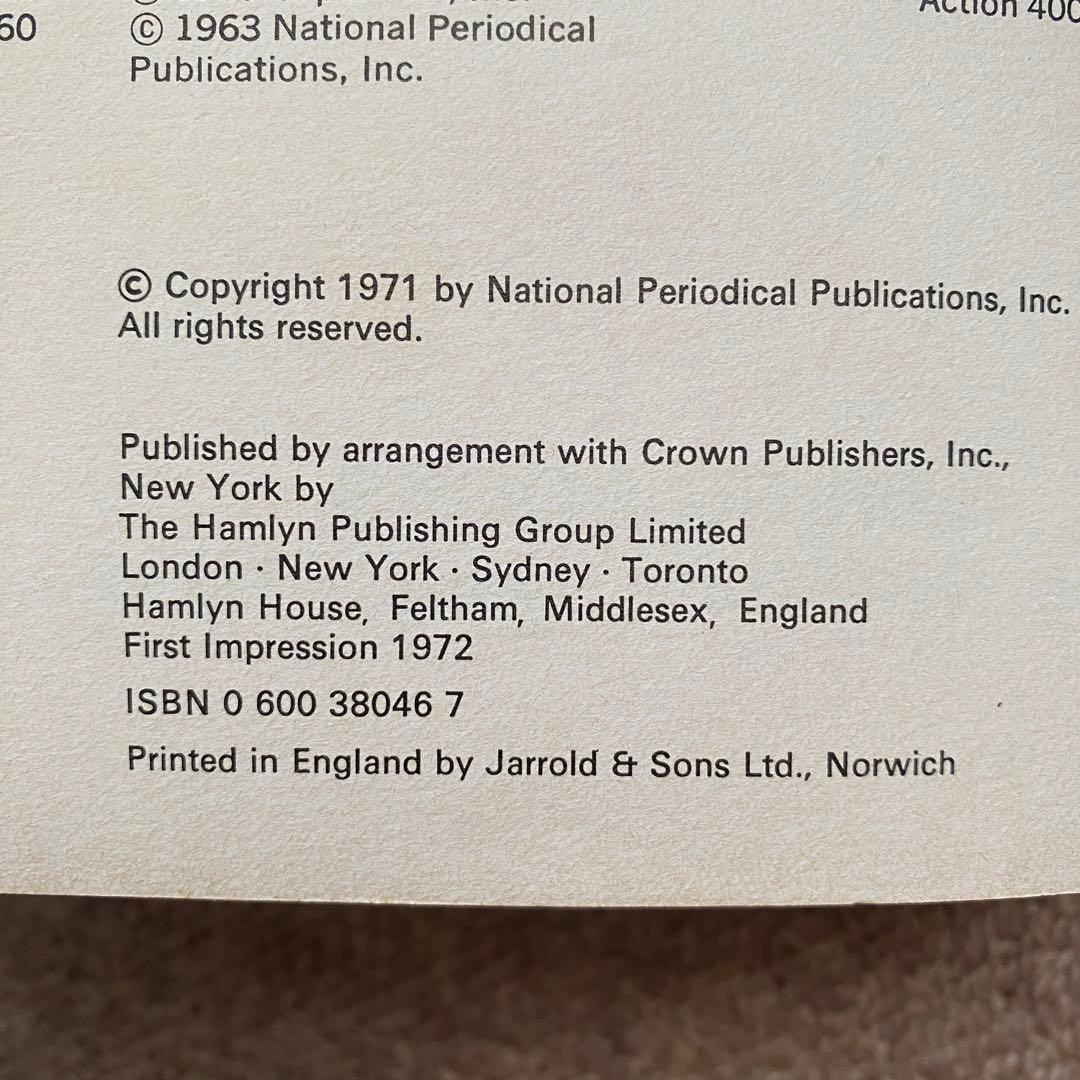 60
© 1963 National Periodical
Publications, Inc.
Action 400
© Copyright 1971 by National Periodical Publications, Inc.
All rights reserved.
Published by arrangement with Crown Publishers, Inc.,
New York by
The Hamlyn Publishing Group Limited
London · New York · Sydney · Toronto
Hamlyn House, Feltham, Middlesex, England
First Impression 1972
ISBN 0 600 38046 7
Printed in England by Jarrold & Sons Ltd., Norwich